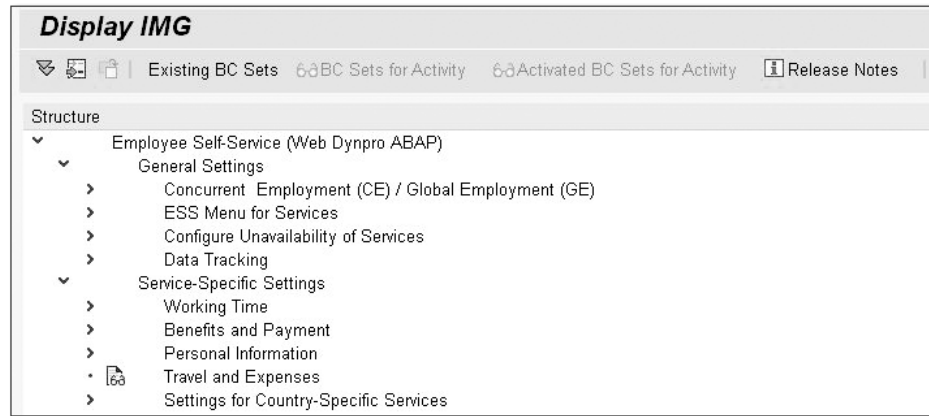 Display IMG
Existing BC Sets BC Sets for Activity Activated BC Sets for Activity Release Notes
Structure
Employee Self-Service (Web Dynpro ABAP)
General Settings
Concurrent Employment (CE) / Global Employment (GE)
ESS Menu for Services
Configure Unavailability of Services
Data Tracking
Service-Specific Settings
Working Time
Benefits and Payment
Personal Information
Travel and Expenses
Settings for Country-Specific Services